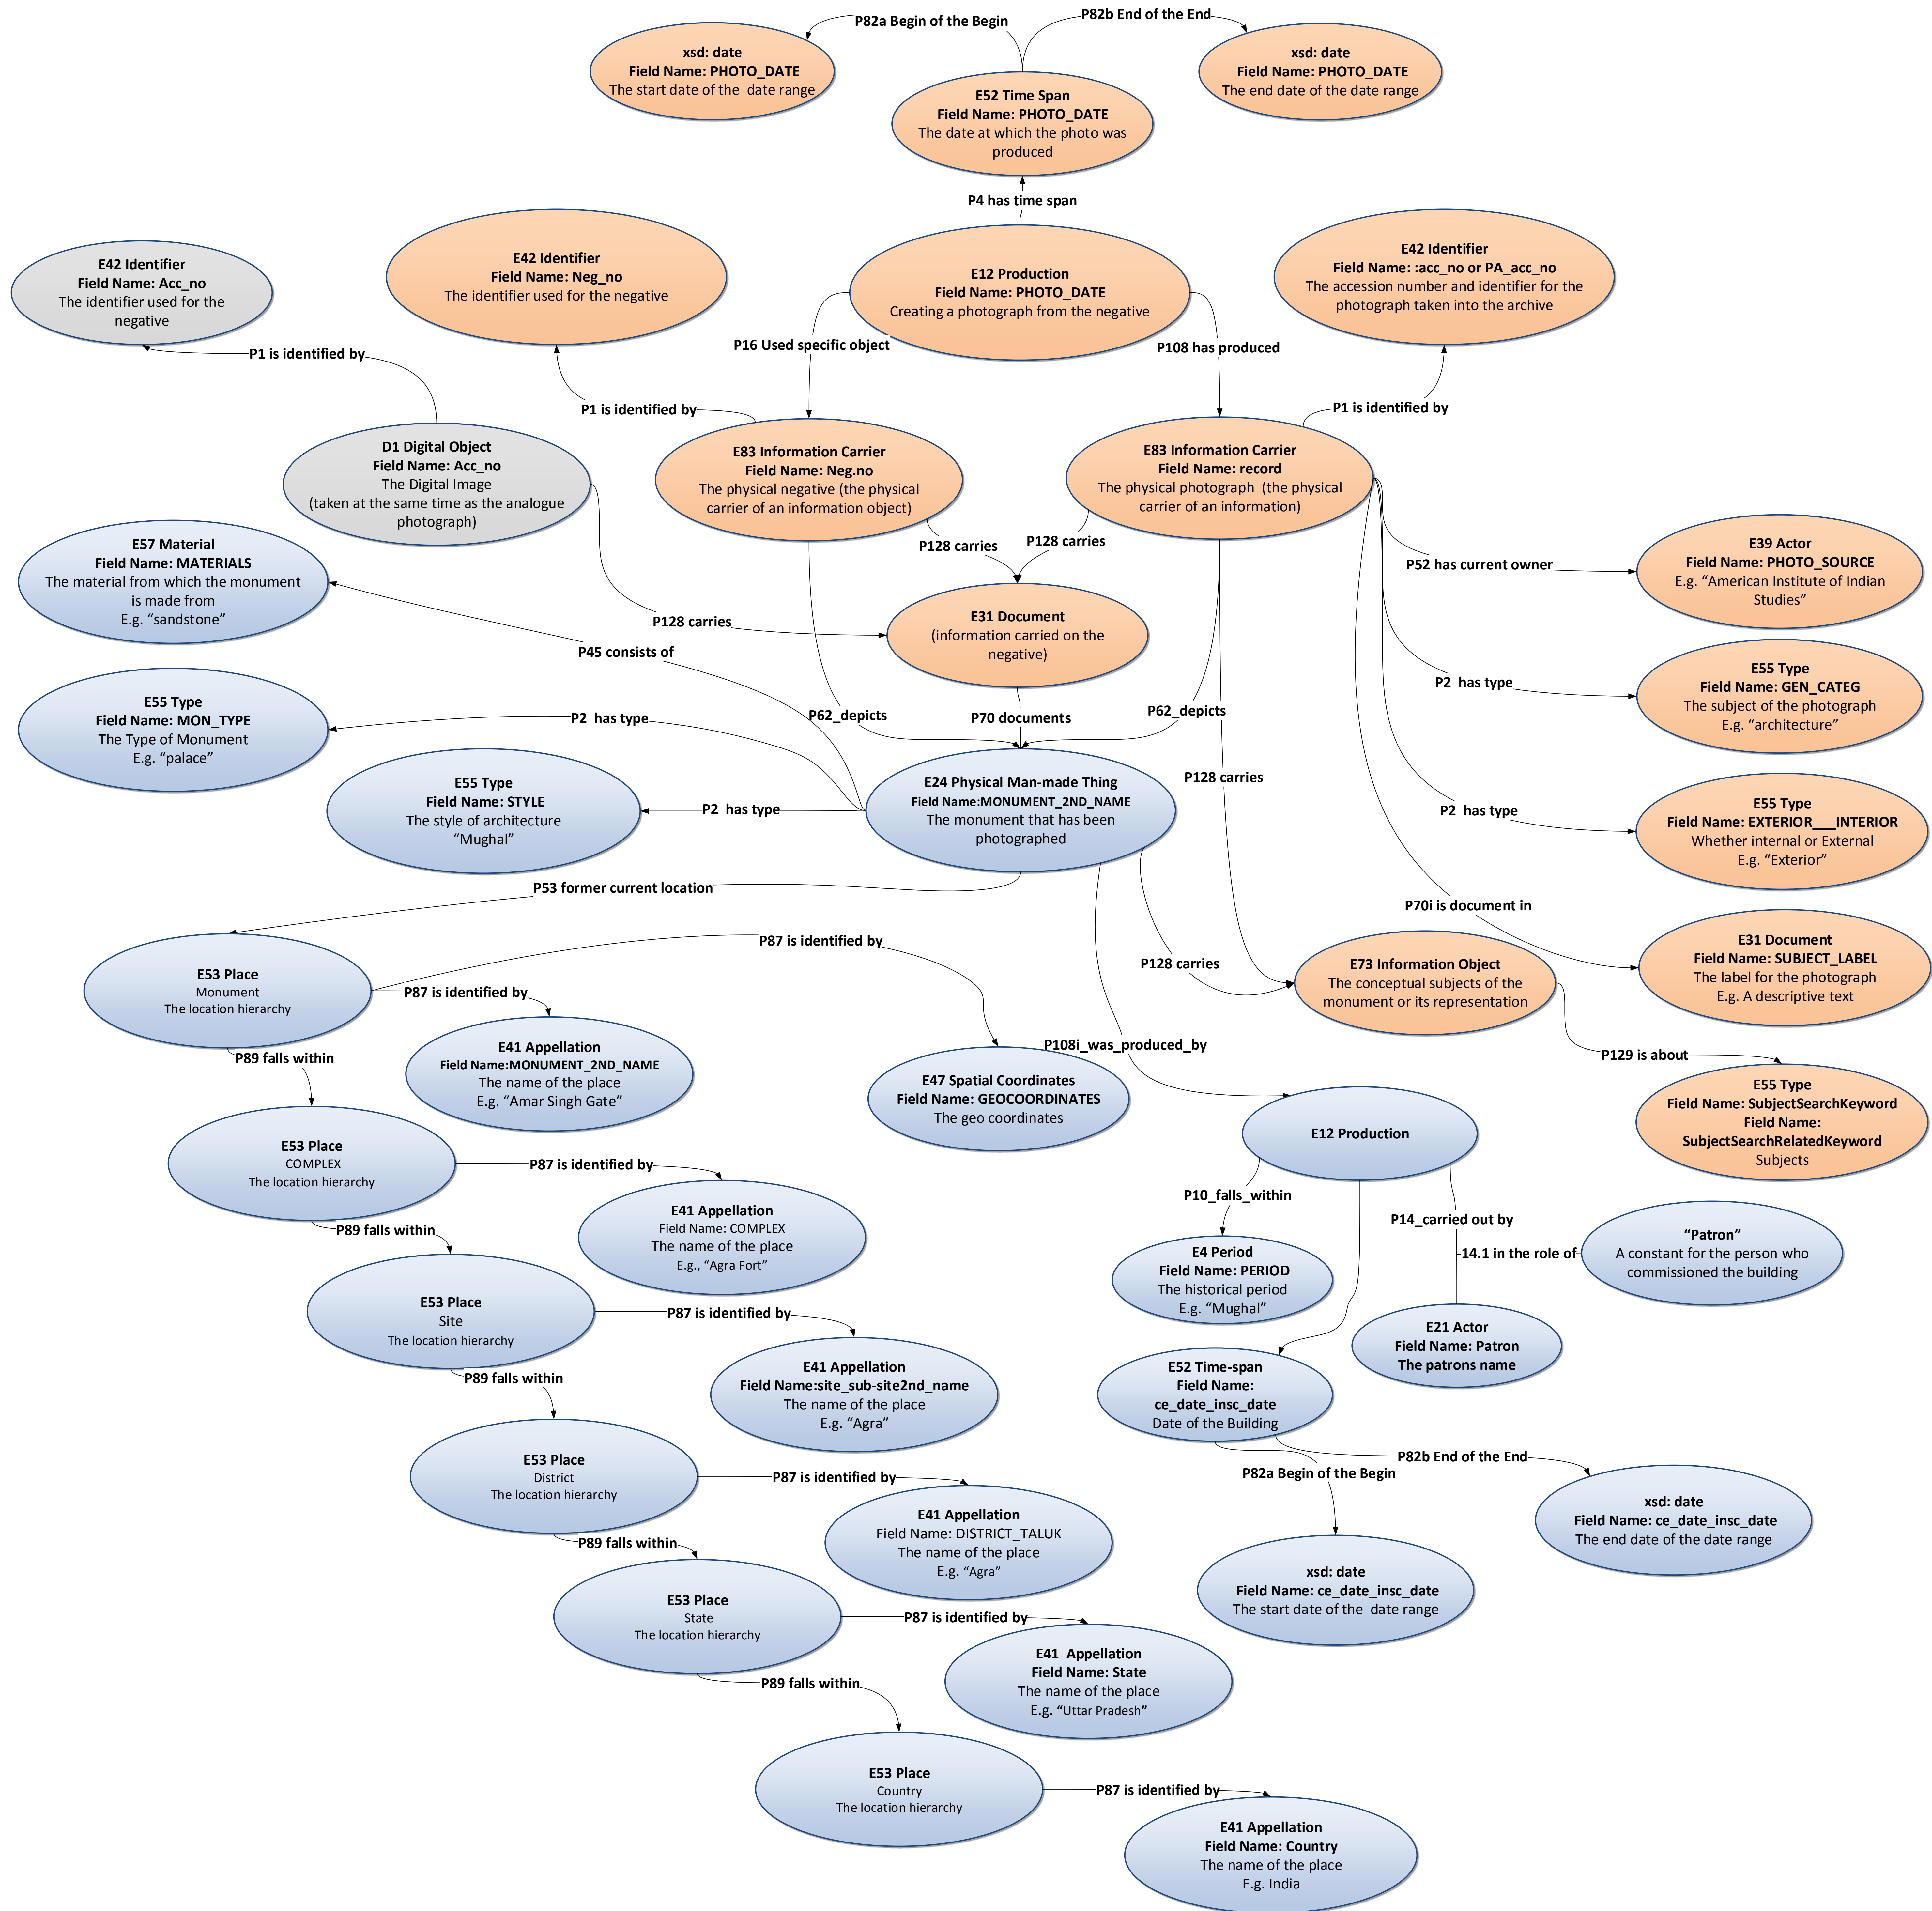 P82a Begin of the Begin
P82b End of the End
xsd: date
Field Name: PHOTO_DATE
The start date of the  date range
xsd: date
Field Name: PHOTO_DATE
The end date of the date range
E52 Time Span
Field Name: PHOTO_DATE
The date at which the photo was
produced
P4 has time span
E42 Identifier
Field Name: Acc_no
The identifier used for the
negative
E42 Identifier
Field Name: Neg_no
The identifier used for the negative
E12 Production
Field Name: PHOTO_DATE
Creating a photograph from the negative
E42 Identifier
Field Name: :acc_no or PA_acc_no
The accession number and identifier for the
photograph taken into the archive
P1 is identified by
P16 Used specific object
P108 has produced
P1 is identified by
P1 is identified by
D1 Digital Object
Field Name: Acc_no
The Digital Image
(taken at the same time as the analogue
photograph)
E83 Information Carrier
Field Name: Neg.no
The physical negative (the physical
carrier of an information object)
E83 Information Carrier
Field Name: record
The physical photograph  (the physical
carrier of an information)
P128 carries
P128 carries
E57 Material
Field Name: MATERIALS
The material from which the monument
is made from
E.g. “sandstone”
P52 has current owner
E39 Actor
Field Name: PHOTO_SOURCE
E.g. “American Institute of Indian
Studies”
P128 carries
E31 Document
(information carried on the
negative)
P45 consists of
E55 Type
Field Name: MON_TYPE
The Type of Monument
E.g. “palace”
P2  has type
P62_depicts
P70 documents
P62_depicts
P2  has type
E55 Type
Field Name: GEN_CATEG
The subject of the photograph
E.g. “architecture”
E55 Type
Field Name: STYLE
The style of architecture
“Mughal”
P2  has type
E24 Physical Man-made Thing
Field Name:MONUMENT_2ND_NAME
The monument that has been
photographed
P128 carries
P2  has type
E55 Type
Field Name: EXTERIOR___INTERIOR
Whether internal or External
E.g. “Exterior”
P53 former current location
P70i is document in
E53 Place
Monument
The location hierarchy
P87 is identified by
P87 is identified by
P128 carries
E73 Information Object
The conceptual subjects of the
monument or its representation
E31 Document
Field Name: SUBJECT_LABEL
The label for the photograph
E.g. A descriptive text
P89 falls within
E41 Appellation
Field Name:MONUMENT_2ND_NAME
The name of the place
E.g. “Amar Singh Gate”
P108i_was_produced_by
E47 Spatial Coordinates
Field Name: GEOCOORDINATES
The geo coordinates
P129 is about
E55 Type
Field Name: SubjectSearchKeyword
Field Name:
SubjectSearchRelatedKeyword
Subjects
E12 Production
E53 Place
COMPLEX
The location hierarchy
P87 is identified by
P10_falls_within
P14_carried out by
P89 falls within
E41 Appellation
Field Name: COMPLEX
The name of the place
E.g., “Agra Fort”
E4 Period
Field Name: PERIOD
The historical period
E.g. “Mughal”
14.1 in the role of
“Patron”
A constant for the person who
commissioned the building
E53 Place
Site
The location hierarchy
P87 is identified by
E21 Actor
Field Name: Patron
The patrons name
P89 falls within
E41 Appellation
Field Name:site_sub-site2nd_name
The name of the place
E.g. “Agra”
E52 Time-span
Field Name:
ce_date_insc_date
Date of the Building
P82b End of the End
P82a Begin of the Begin
E53 Place
District
The location hierarchy
P87 is identified by
xsd: date
Field Name: ce_date_insc_date
The end date of the date range
P89 falls within
E41 Appellation
Field Name: DISTRICT_TALUK
The name of the place
E.g. “Agra”
xsd: date
Field Name: ce_date_insc_date
The start date of the  date range
E53 Place
State
The location hierarchy
P87 is identified by
P89 falls within
E41  Appellation
Field Name: State
The name of the place
E.g. “Uttar Pradesh”
E53 Place
Country
The location hierarchy
P87 is identified by
E41 Appellation
Field Name: Country
The name of the place
E.g. India